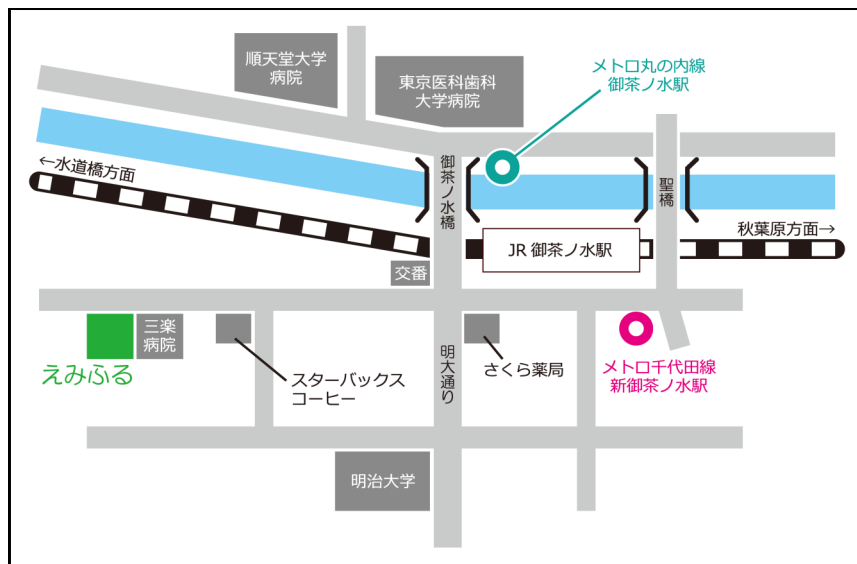 順天堂大学
病院
東京医科歯科
大学病院
メトロ丸の内線
御茶ノ水駅
←水道橋方面
御茶ノ水橋
聖橋
秋葉原方面→
JR 御茶ノ水駅
交番
三楽
病院
えみふる
スターバックス
コーヒー
明大通り
さくら薬局
メトロ千代田線
新御茶ノ水駅
明治大学